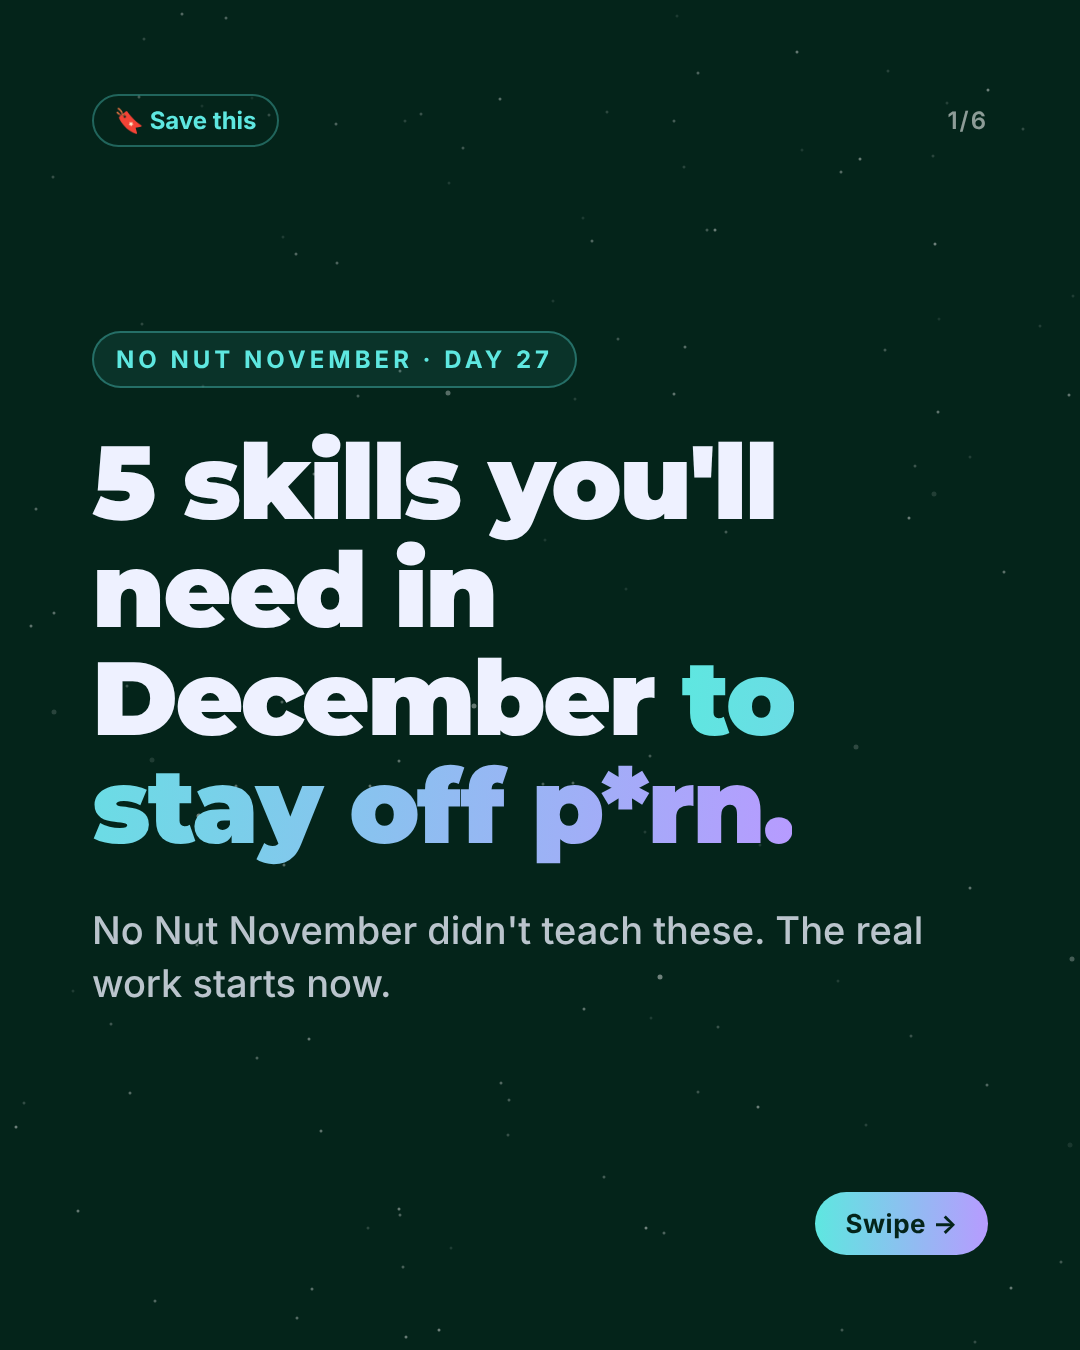 🔖 Save this
1/6
NO NUT NOVEMBER · DAY 27
5 skills you'll
need in
December to
stay off p*rn.
No Nut November didn't teach these. The real
work starts now.
Swipe →